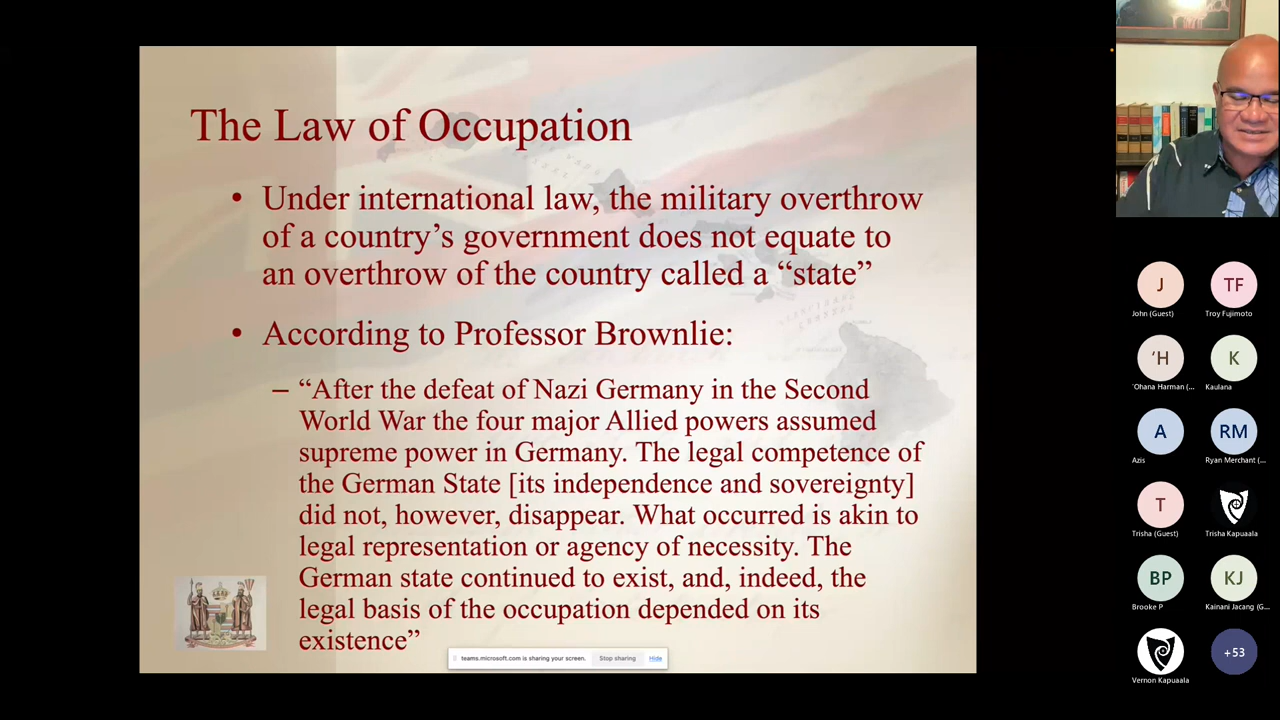 The Law of Occupation
• Under international law, the military overthrow
of a country’s government does not equate to
an overthrow of the country called a “state”
• According to Professor Brownlie:
– “After the defeat of Nazi Germany in the Second
World War the four major Allied powers assumed
supreme power in Germany. The legal competence of
the German State [its independence and sovereignty]
did not, however, disappear. What occurred is akin to
legal representation or agency of necessity. The
German state continued to exist, and, indeed, the
legal basis of the occupation depended on its
existence”
teams.microsoft.com is sharing your screen. Stop sharing Hide
J TF
John (Guest) Troy Fujimoto
ʻH K
ʻOhana Harman (... Kaulana
A RM
Azis Ryan Merchant (...
T
Trisha (Guest) Trisha Kapuaala
BP KJ
Brooke P Kainani Jacang (G...
+53
Vernon Kapuaala